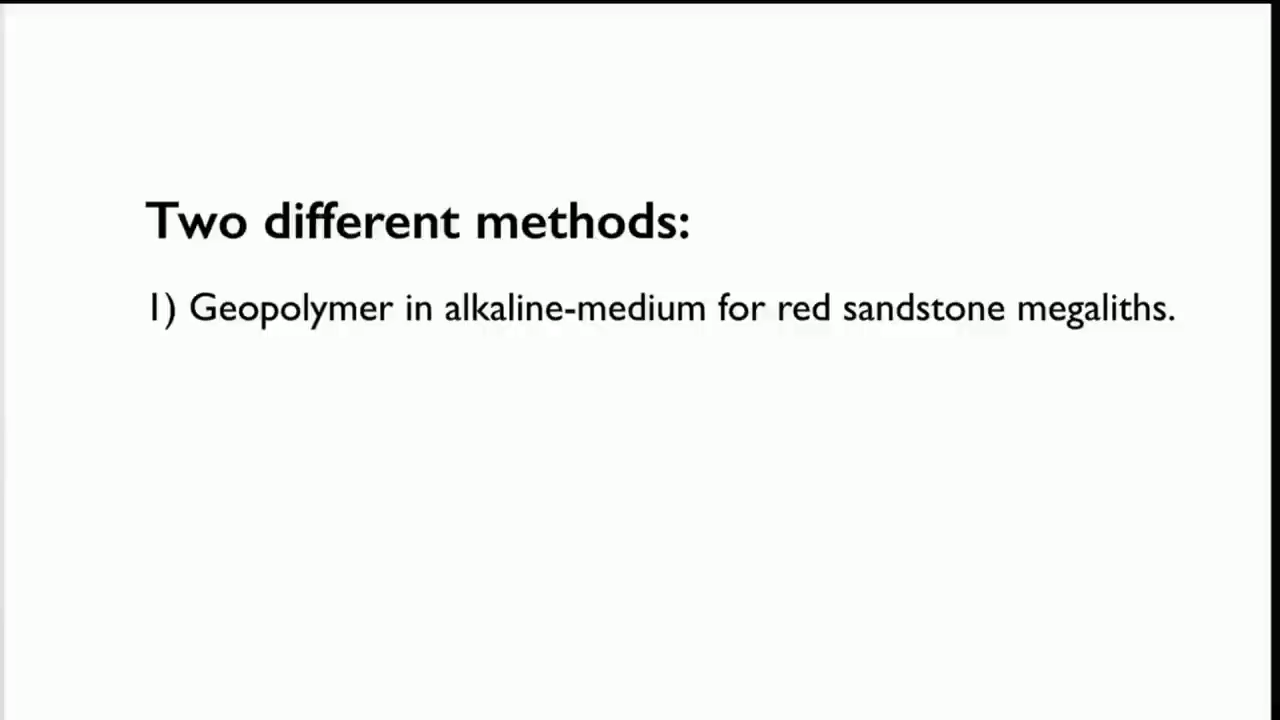 Two different methods:
1) Geopolymer in alkaline-medium for red sandstone megaliths.